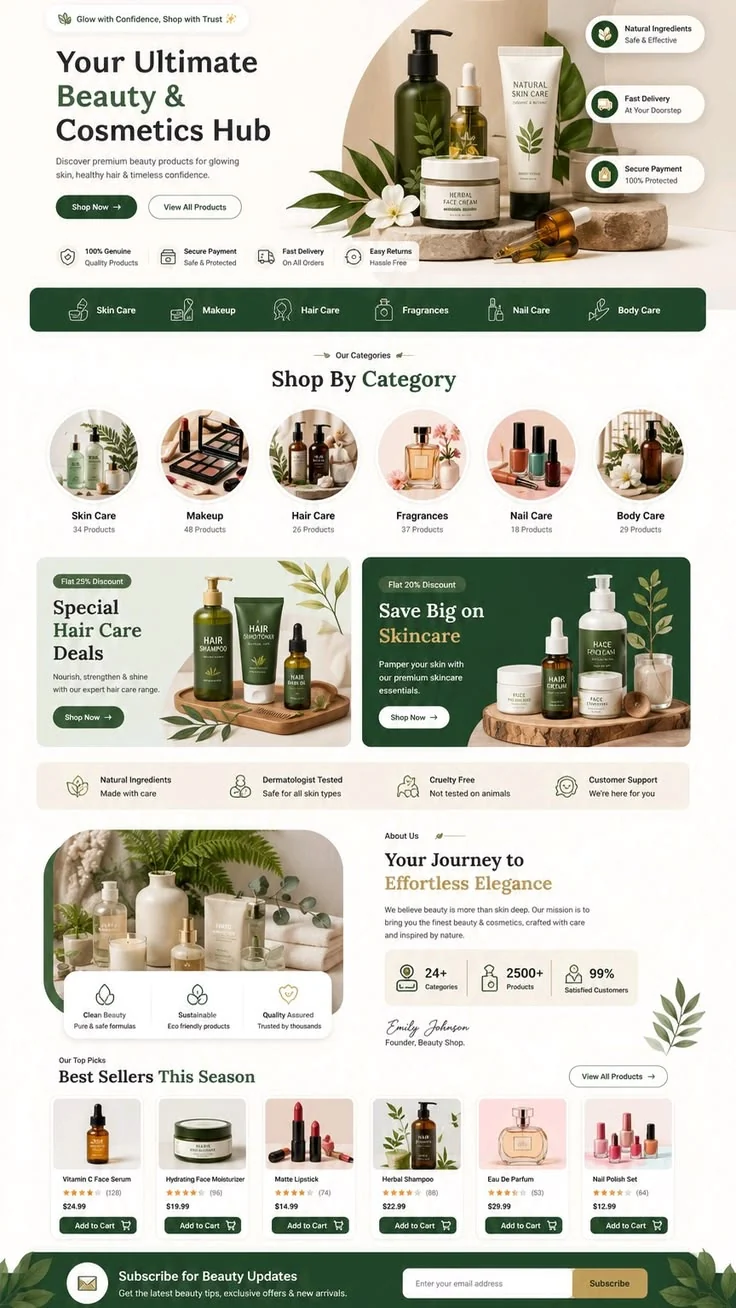 Glow with Confidence, Shop with Trust
Your Ultimate
Beauty &
Cosmetics Hub
Discover premium beauty products for glowing
skin, healthy hair & timeless confidence.
Shop Now →
View All Products
NATURAL
SKIN CARE
HERBAL
FACE CREAM
Natural Ingredients
Safe & Effective
Fast Delivery
At Your Doorstep
Secure Payment
100% Protected
100% Genuine
Quality Products
Secure Payment
Safe & Protected
Fast Delivery
On All Orders
Easy Returns
Hassle Free
Skin Care
Makeup
Hair Care
Fragrances
Nail Care
Body Care
Our Categories
Shop By Category
Skin Care
34 Products
Makeup
48 Products
Hair Care
26 Products
Fragrances
37 Products
Nail Care
18 Products
Body Care
29 Products
Flat 25% Discount
Special
Hair Care
Deals
Nourish, strengthen & shine
with our expert hair care range.
Shop Now →
HAIR
SHAMPOO
HAIR
HAIR
Flat 20% Discount
Save Big on
Skincare
Pamper your skin with
our premium skincare
essentials.
Shop Now →
HAIR
FACE
Natural Ingredients
Made with care
Dermatologist Tested
Safe for all skin types
Cruelty Free
Not tested on animals
Customer Support
We're here for you
Clean Beauty
Pure & safe formulas
Sustainable
Eco friendly products
Quality Assured
Trusted by thousands
About Us
Your Journey to
Effortless Elegance
We believe beauty is more than skin deep. Our mission is to
bring you the finest beauty & cosmetics, crafted with care
and inspired by nature.
24+
Categories
2500+
Products
99%
Satisfied Customers
Emily Johnson
Founder, Beauty Shop.
Our Top Picks
Best Sellers This Season
View All Products →
Vitamin C Face Serum
(128)
$24.99
Add to Cart
Hydrating Face Moisturizer
(96)
$19.99
Add to Cart
Matte Lipstick
(74)
$14.99
Add to Cart
Herbal Shampoo
(88)
$22.99
Add to Cart
Eau De Parfum
(53)
$29.99
Add to Cart
Nail Polish Set
(64)
$12.99
Add to Cart
Subscribe for Beauty Updates
Get the latest beauty tips, exclusive offers & new arrivals.
Enter your email address
Subscribe